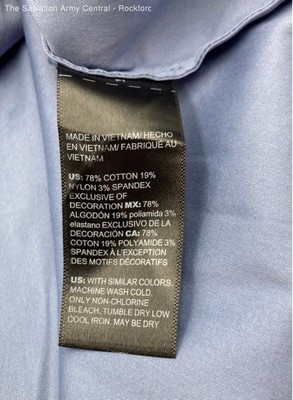 The Salvation Army Central - Rockford
MADE IN VIETNAM/ HECHO
EN VIETNAM/ FABRIQUÉ AU
VIETNAM
US: 78% COTTON 19%
NYLON 3% SPANDEX
EXCLUSIVE OF
DECORATION MX: 78%
ALGODÓN 19% poliamida 3%
elastano EXCLUSIVO DE LA
DECORACIÓN CA: 78%
COTON 19% POLYAMIDE 3%
SPANDEX À L'EXCEPTION
DES MOTIFS DÉCORATIFS
US: WITH SIMILAR COLORS.
MACHINE WASH COLD.
ONLY NON-CHLORINE
BLEACH. TUMBLE DRY LOW
COOL IRON. MAY BE DRY